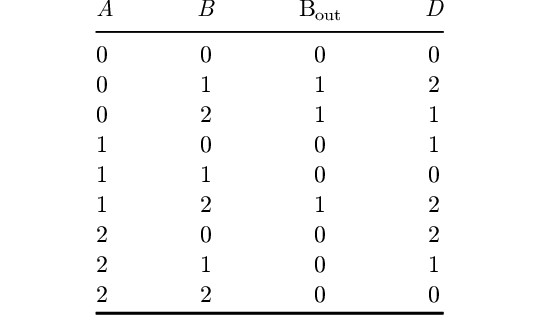 A B Bout D
0 0 0 0
0 1 1 2
0 2 1 1
1 0 0 1
1 1 0 0
1 2 1 2
2 0 0 2
2 1 0 1
2 2 0 0